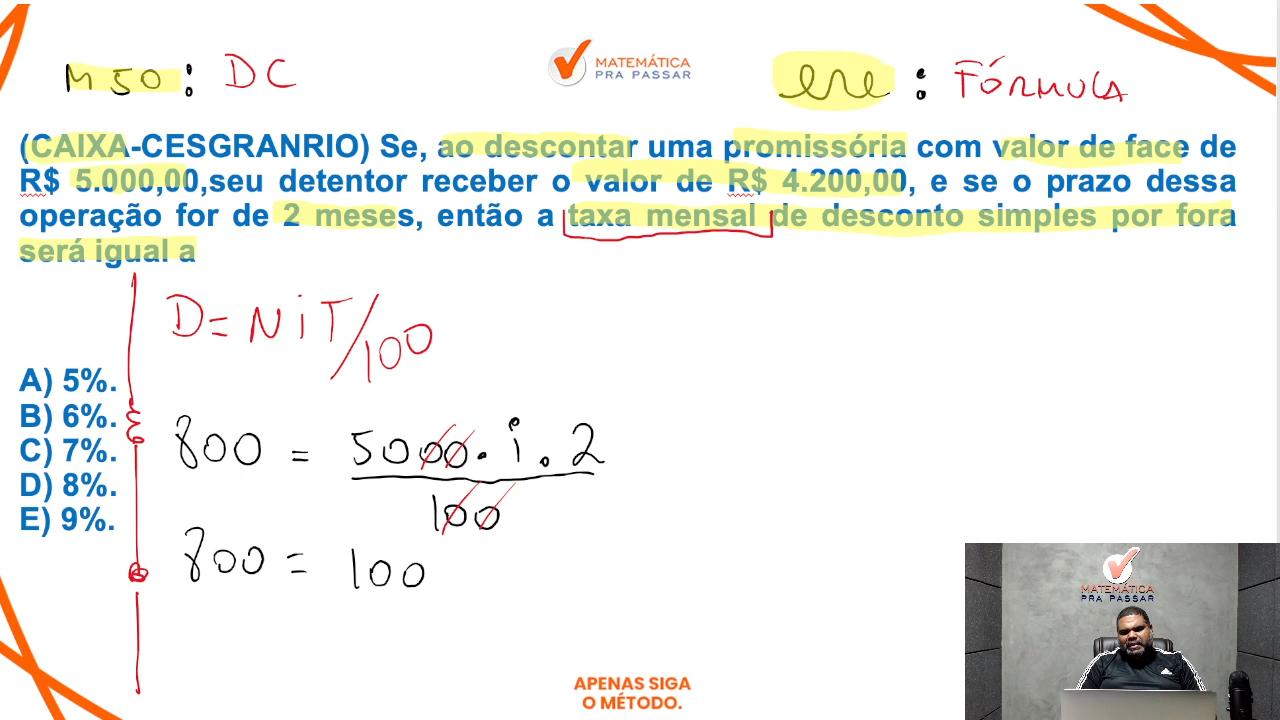 M50 : DC
MATEMÁTICA
PRA PASSAR
: FÓRMULA
(CAIXA-CESGRANRIO) Se, ao descontar uma promissória com valor de face de
R$ 5.000,00,seu detentor receber o valor de R$ 4.200,00, e se o prazo dessa
operação for de 2 meses, então a taxa mensal de desconto simples por fora
será igual a
D=NiT/100
A) 5%.
B) 6%.
C) 7%.
D) 8%.
E) 9%.
800 = 5000.i.2
100
800 = 100
MATEMÁTICA
PRA PASSAR
APENAS SIGA
O MÉTODO.